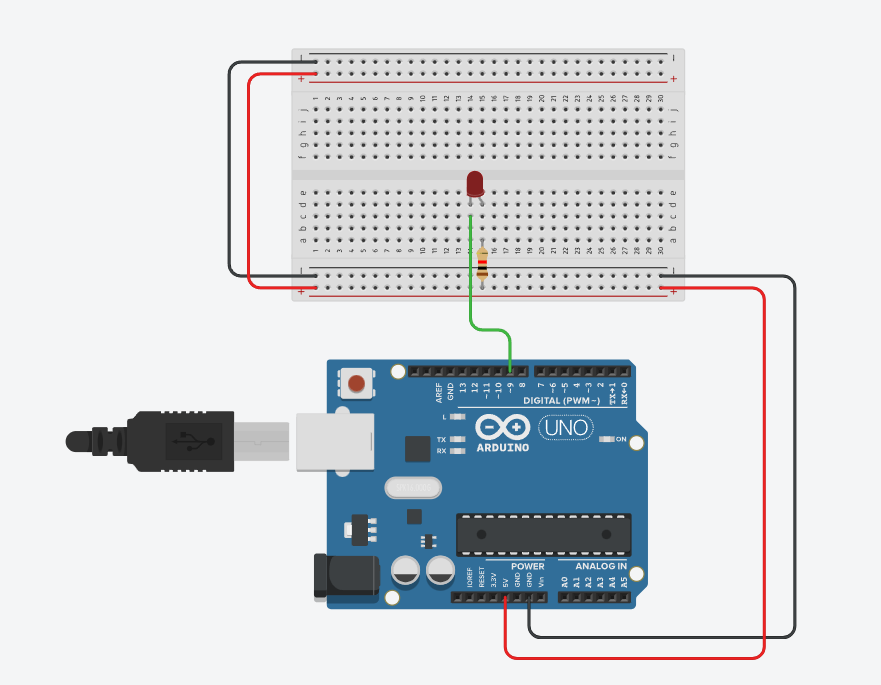 − −
+ +
1 2 3 4 5 6 7 8 9 10 11 12 13 14 15 16 17 18 19 20 21 22 23 24 25 26 27 28 29 30
j j
i i
h h
g g
f f
e e
d d
c c
b b
a a
1 2 3 4 5 6 7 8 9 10 11 12 13 14 15 16 17 18 19 20 21 22 23 24 25 26 27 28 29 30
− −
+ +
AREF GND 13 12 ~11 ~10 ~9 8 7 ~6 ~5 4 ~3 2 TX→1 RX←0
DIGITAL (PWM~)
L
TX
RX
UNO
ON
ARDUINO
POWER ANALOG IN
IOREF RESET 3.3V 5V GND GND Vin A0 A1 A2 A3 A4 A5